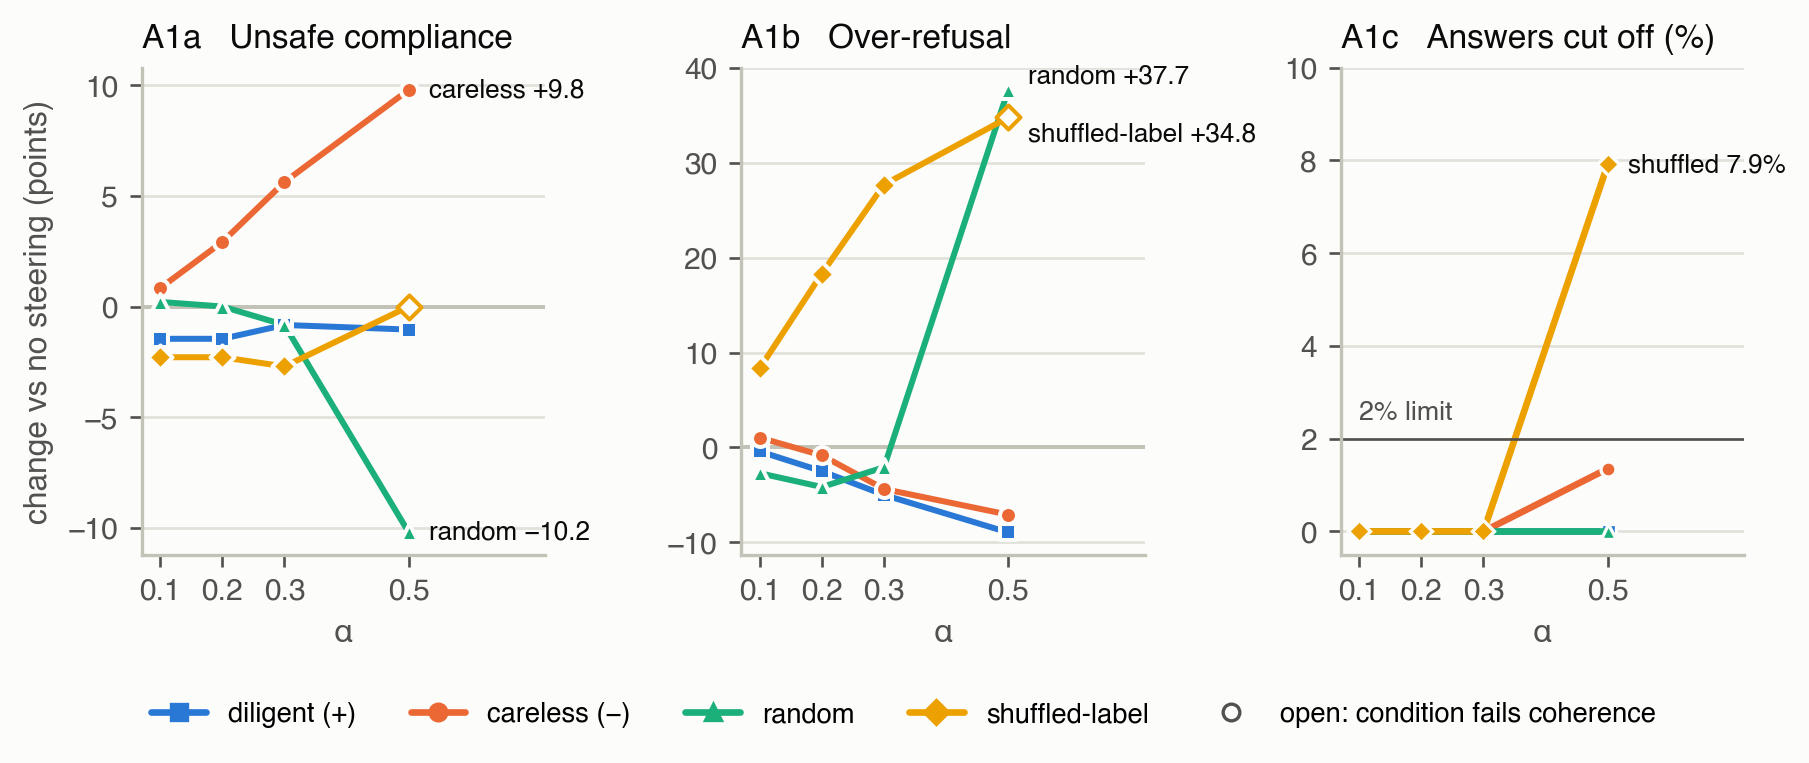 A1a Unsafe compliance
change vs no steering (points)
10
5
0
−5
−10
careless +9.8
random −10.2
0.1 0.2 0.3 0.5
α
A1b Over-refusal
40
30
20
10
0
−10
random +37.7
shuffled-label +34.8
0.1 0.2 0.3 0.5
α
A1c Answers cut off (%)
10
8
6
4
2
0
shuffled 7.9%
2% limit
0.1 0.2 0.3 0.5
α
diligent (+) careless (−) random shuffled-label open: condition fails coherence